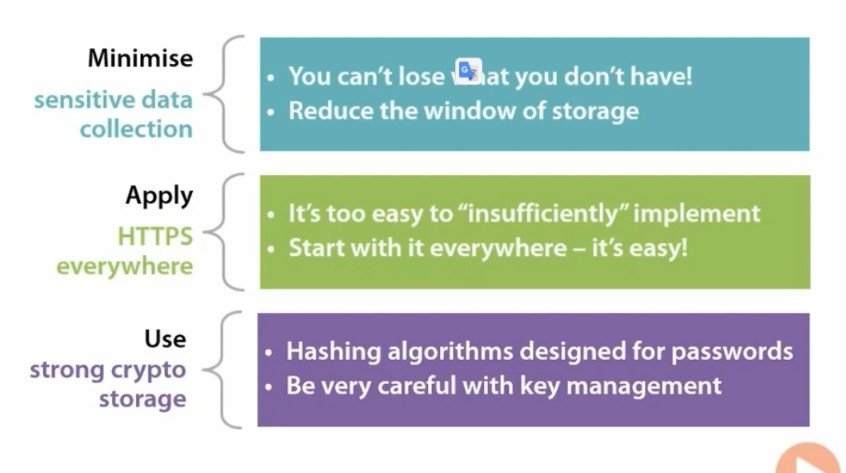 Minimise
sensitive data
collection
• You can't lose what you don't have!
• Reduce the window of storage
Apply
HTTPS
everywhere
• It's too easy to “insufficiently” implement
• Start with it everywhere – it's easy!
Use
strong crypto
storage
• Hashing algorithms designed for passwords
• Be very careful with key management